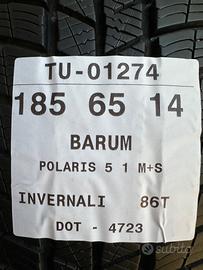 TU-01274
185 65 14
BARUM
POLARIS 5 1 M+S
INVERNALI 86T
DOT - 4723
subito